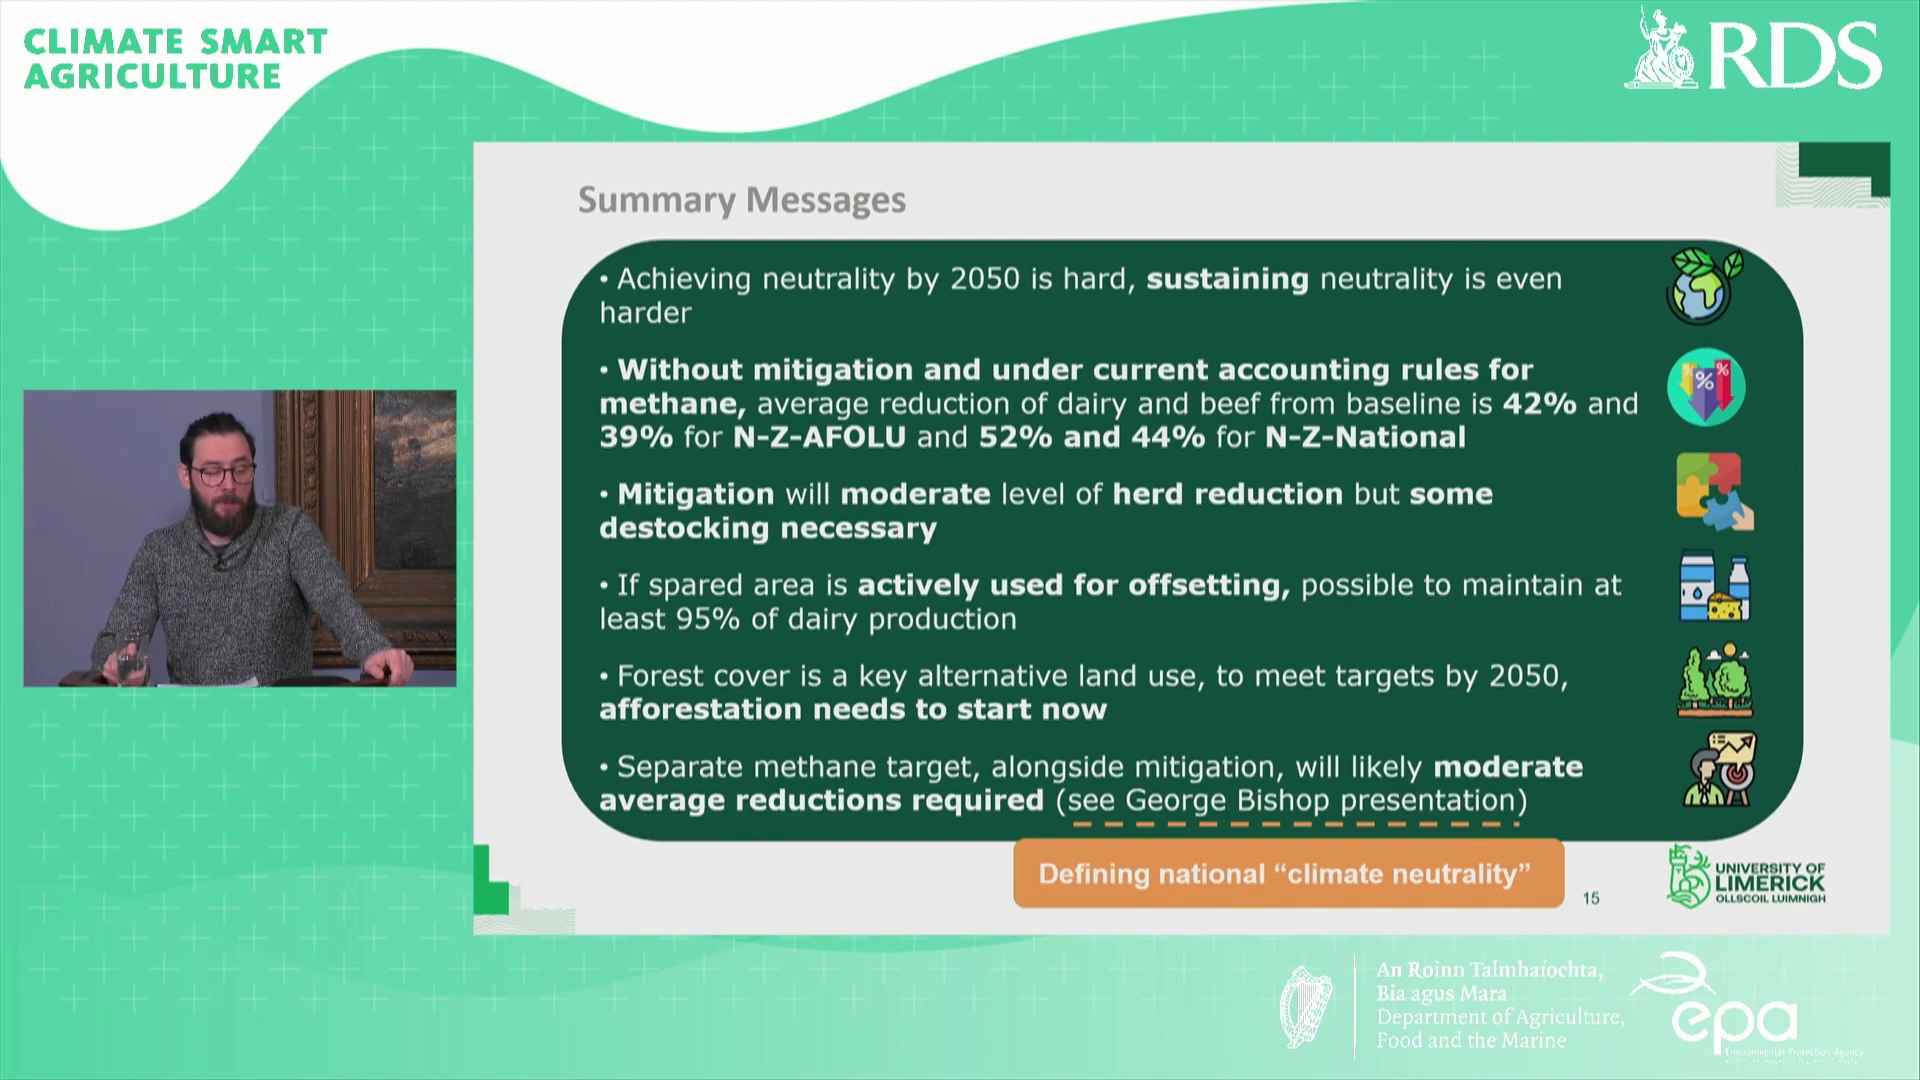 CLIMATE SMART
AGRICULTURE
RDS
Summary Messages
• Achieving neutrality by 2050 is hard, sustaining neutrality is even
harder
• Without mitigation and under current accounting rules for
methane, average reduction of dairy and beef from baseline is 42% and
39% for N-Z-AFOLU and 52% and 44% for N-Z-National
• Mitigation will moderate level of herd reduction but some
destocking necessary
• If spared area is actively used for offsetting, possible to maintain at
least 95% of dairy production
• Forest cover is a key alternative land use, to meet targets by 2050,
afforestation needs to start now
• Separate methane target, alongside mitigation, will likely moderate
average reductions required (see George Bishop presentation)
Defining national “climate neutrality”
15
UNIVERSITY OF
LIMERICK
OLLSCOIL LUIMNIGH
An Roinn Talmhaíochta,
Bia agus Mara
Department of Agriculture,
Food and the Marine
epa
Environmental Protection Agency